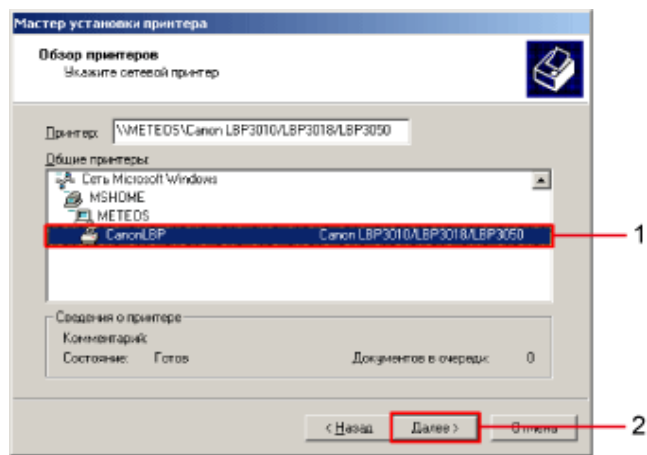 Мастер установки принтера
Обзор принтеров
Укажите сетевой принтер
Принтер: \\METEOS\Canon LBP3010/LBP3018/LBP3050
Общие принтеры:
Сеть Microsoft Windows
MSHOME
METEOS
CanonLBP Canon LBP3010/LBP3018/LBP3050 1
Сведения о принтере
Комментарий:
Состояние: Готов Документов в очереди: 0
< Назад Далее > Отмена 2